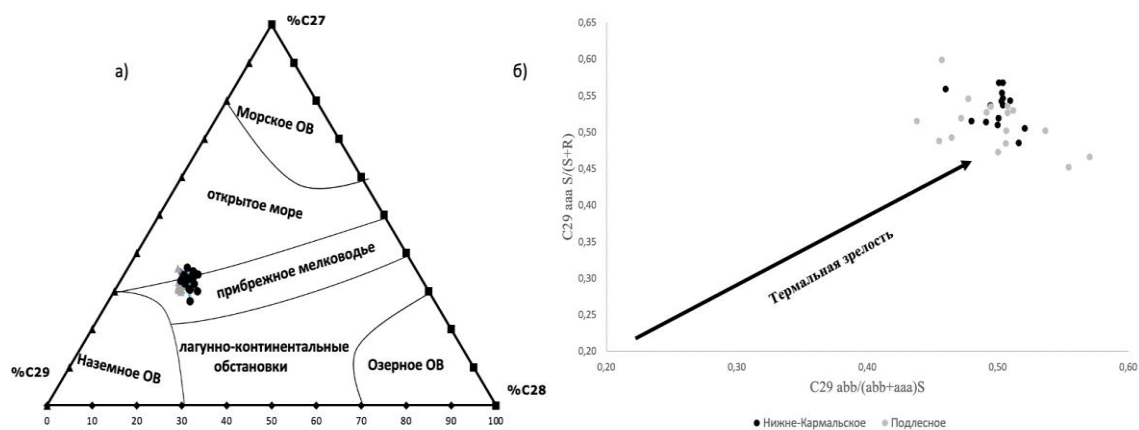 а)
%C27
Морское ОВ
открытое море
прибрежное мелководье
лагунно-континентальные
обстановки
Наземное ОВ
Озерное ОВ
%C29
%C28
0 10 20 30 40 50 60 70 80 90 100
б)
0,65
0,60
0,55
0,50
0,45
0,40
0,35
0,30
0,25
0,20
C29 aaa S/(S+R)
Термальная зрелость
0,20 0,30 0,40 0,50 0,60
C29 abb/(abb+aaa)S
Нижне-Кармальское Подлесное